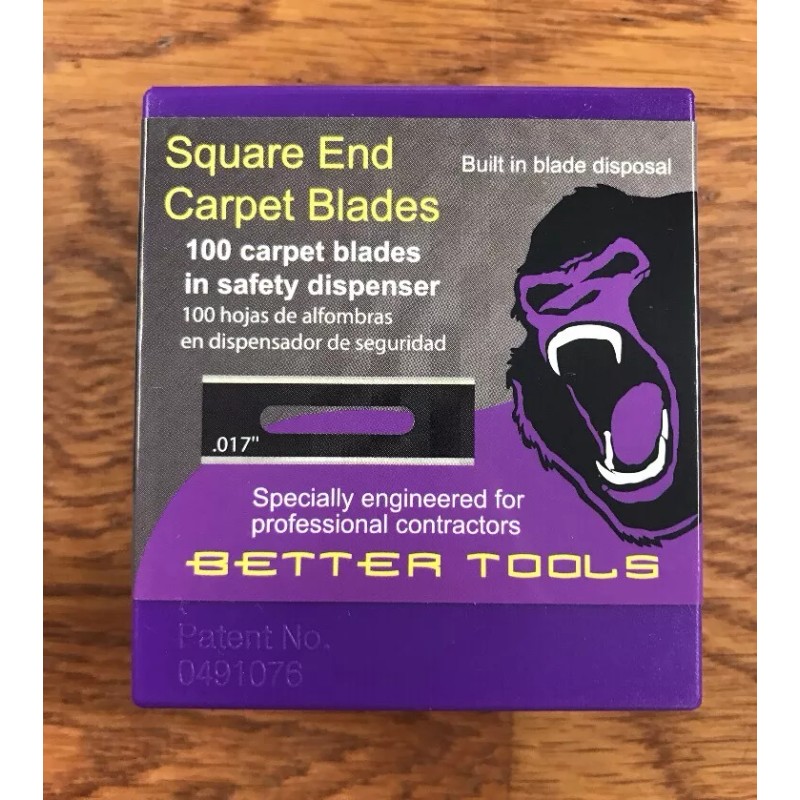 Square End
Carpet Blades
Built in blade disposal
100 carpet blades
in safety dispenser
100 hojas de alfombras
en dispensador de seguridad
.017"
Specially engineered for
professional contractors
BETTER TOOLS
Patent No.
0491076